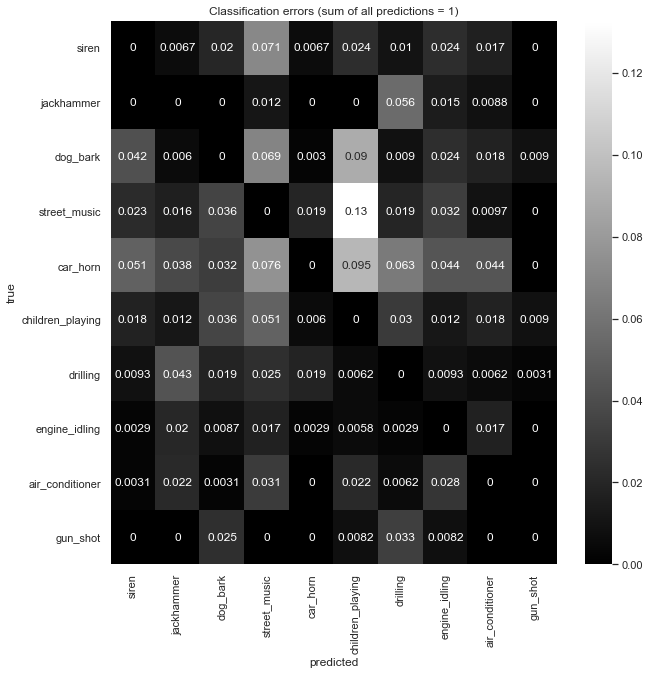 Classification errors (sum of all predictions = 1)
siren 0 0.0067 0.02 0.071 0.0067 0.024 0.01 0.024 0.017 0
jackhammer 0 0 0 0.012 0 0 0.056 0.015 0.0088 0
dog_bark 0.042 0.006 0 0.069 0.003 0.09 0.009 0.024 0.018 0.009
street_music 0.023 0.016 0.036 0 0.019 0.13 0.019 0.032 0.0097 0
car_horn 0.051 0.038 0.032 0.076 0 0.095 0.063 0.044 0.044 0
children_playing 0.018 0.012 0.036 0.051 0.006 0 0.03 0.012 0.018 0.009
drilling 0.0093 0.043 0.019 0.025 0.019 0.0062 0 0.0093 0.0062 0.0031
engine_idling 0.0029 0.02 0.0087 0.017 0.0029 0.0058 0.0029 0 0.017 0
air_conditioner 0.0031 0.022 0.0031 0.031 0 0.022 0.0062 0.028 0 0
gun_shot 0 0 0.025 0 0 0.0082 0.033 0.0082 0 0
true
siren
jackhammer
dog_bark
street_music
car_horn
children_playing
drilling
engine_idling
air_conditioner
gun_shot
predicted
0.12
0.10
0.08
0.06
0.04
0.02
0.00